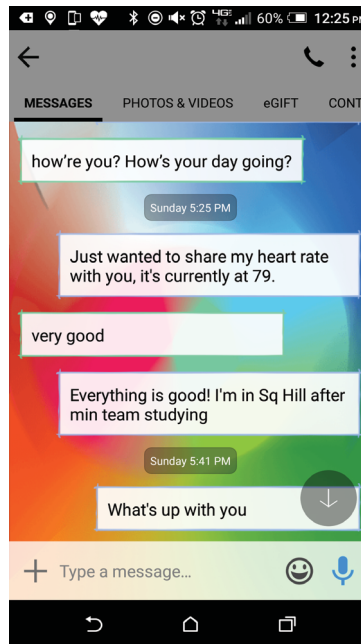 4GE 60% 12:25 PM
MESSAGES PHOTOS & VIDEOS eGIFT CONT
how're you? How's your day going?
Sunday 5:25 PM
Just wanted to share my heart rate
with you, it's currently at 79.
very good
Everything is good! I'm in Sq Hill after
min team studying
Sunday 5:41 PM
What's up with you
Type a message...